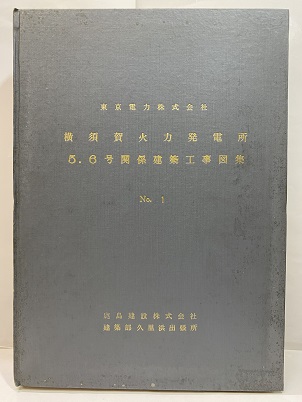 東京電力株式会社
横須賀火力発電所
5.6号関係建築工事図集
No. 1
鹿島建設株式会社
建築部久里浜出張所